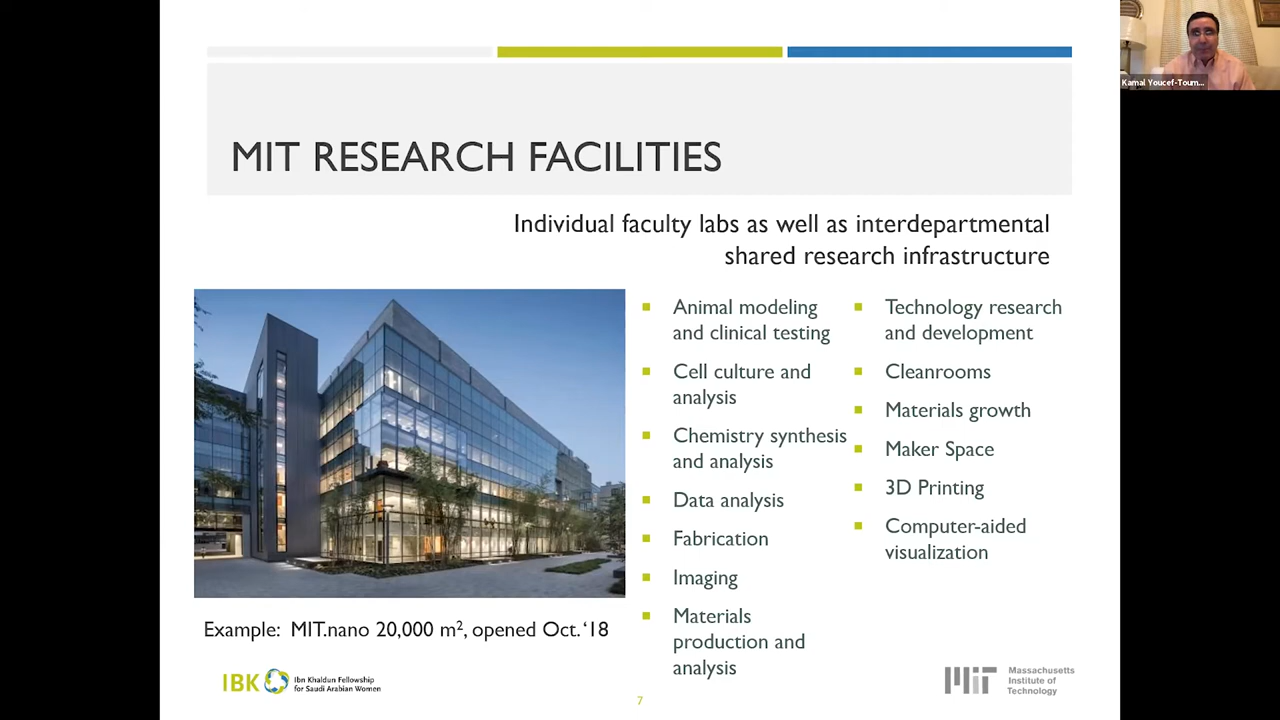 Kamal Youcef-Toum...
MIT RESEARCH FACILITIES
Individual faculty labs as well as interdepartmental
shared research infrastructure
Animal modeling
and clinical testing
Cell culture and
analysis
Chemistry synthesis
and analysis
Data analysis
Fabrication
Imaging
Materials
production and
analysis
Technology research
and development
Cleanrooms
Materials growth
Maker Space
3D Printing
Computer-aided
visualization
Example: MIT.nano 20,000 m², opened Oct. ‘18
IBK
Ibn Khaldun Fellowship
for Saudi Arabian Women
MIT
Massachusetts
Institute of
Technology
7